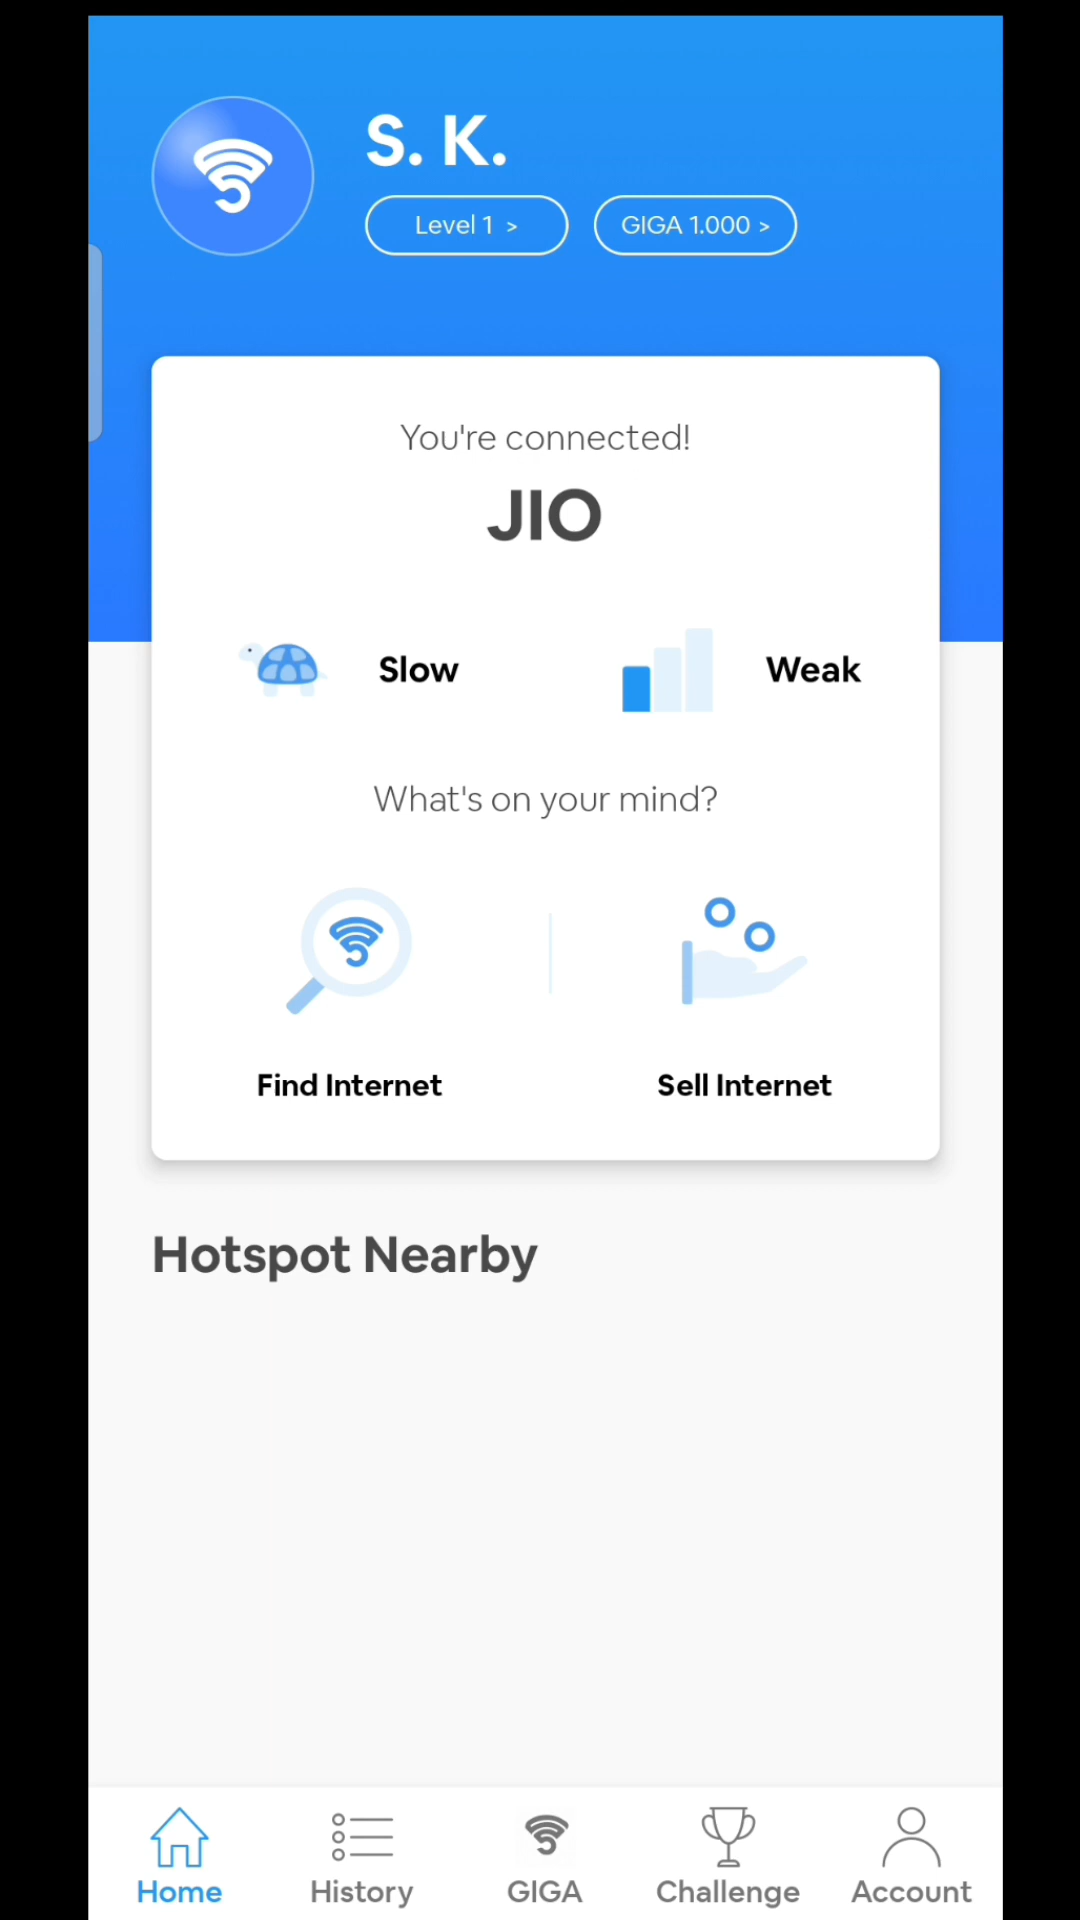 S. K.
Level 1 >
GIGA 1.000 >
You're connected!
JIO
Slow
Weak
What's on your mind?
Find Internet
Sell Internet
Hotspot Nearby
Home
History
GIGA
Challenge
Account